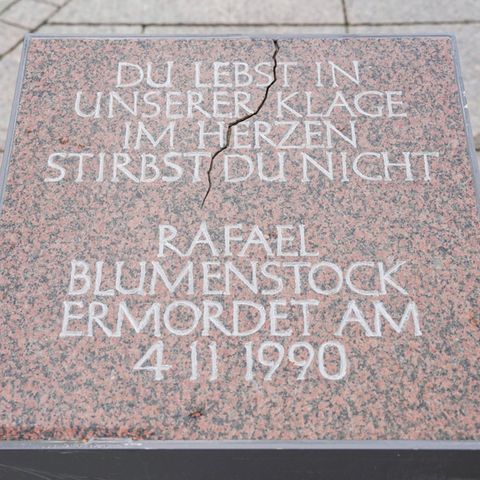 DU LEBST IN
UNSERER KLAGE
IM HERZEN
STIRBST DU NICHT
RAFAEL
BLUMENSTOCK
ERMORDET AM
4 11 1990